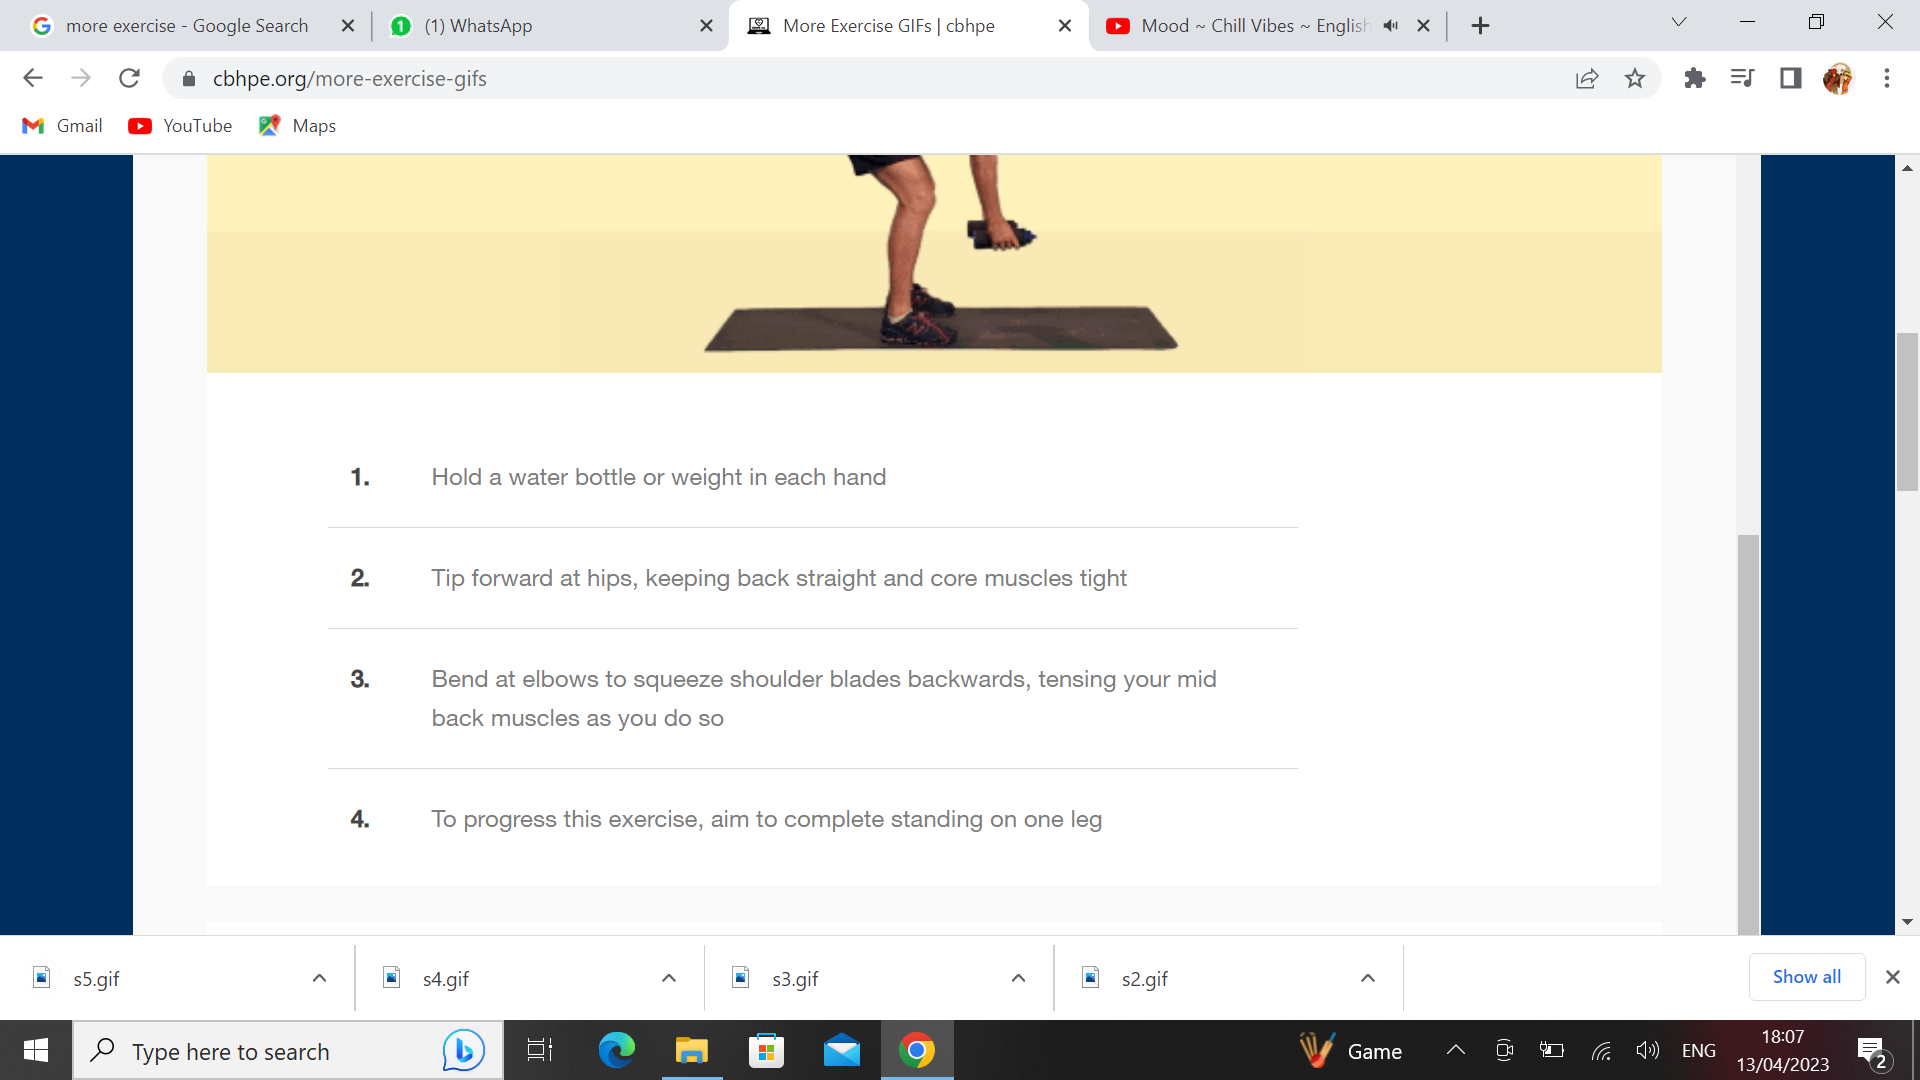 more exercise - Google Search
(1) WhatsApp
More Exercise GIFs | cbhpe
Mood ~ Chill Vibes ~ English
cbhpe.org/more-exercise-gifs
Gmail
YouTube
Maps
1. Hold a water bottle or weight in each hand
2. Tip forward at hips, keeping back straight and core muscles tight
3. Bend at elbows to squeeze shoulder blades backwards, tensing your mid
back muscles as you do so
4. To progress this exercise, aim to complete standing on one leg
s5.gif
s4.gif
s3.gif
s2.gif
Show all
Type here to search
Game
ENG
18:07
13/04/2023
2